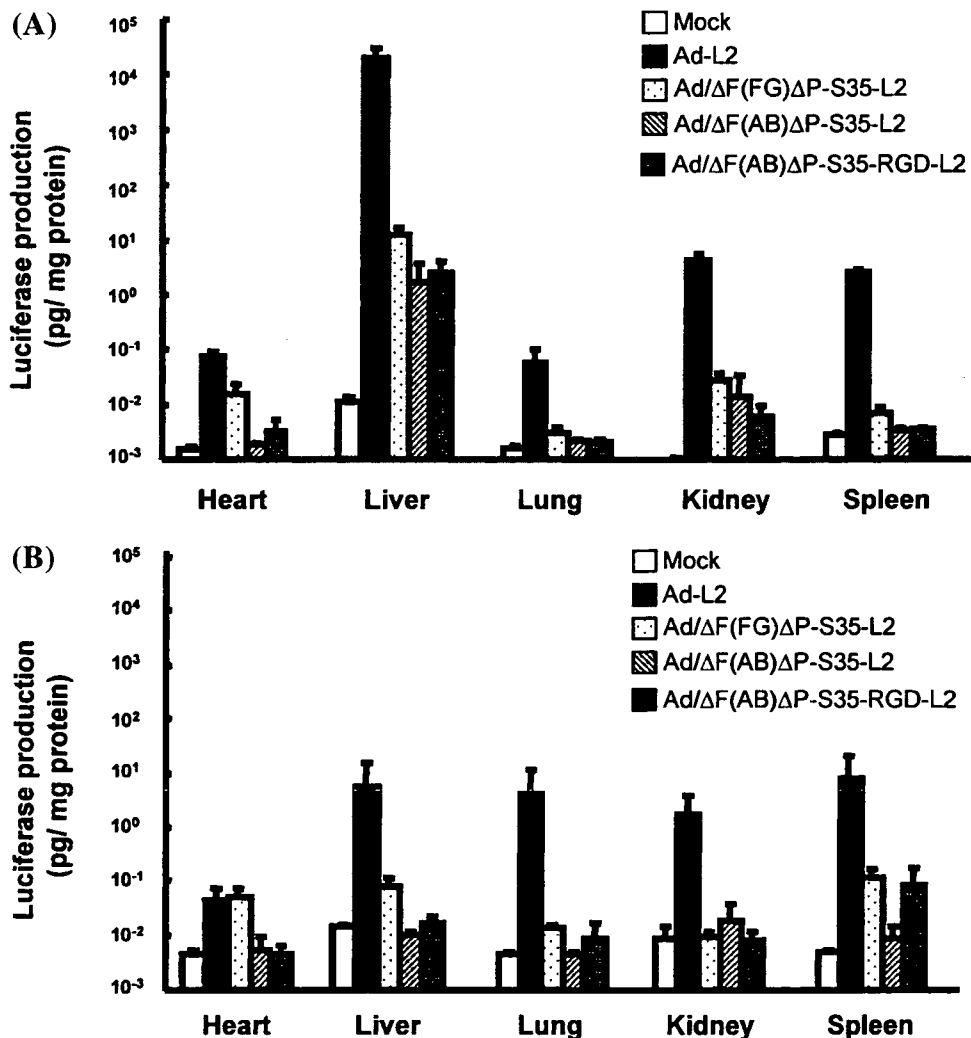 (A)
Luciferase production
(pg/ mg protein)
10⁵
10⁴
10³
10²
10¹
10⁰
10⁻¹
10⁻²
10⁻³
Mock
Ad-L2
Ad/ΔF(FG)ΔP-S35-L2
Ad/ΔF(AB)ΔP-S35-L2
Ad/ΔF(AB)ΔP-S35-RGD-L2
Heart Liver Lung Kidney Spleen
(B)
Luciferase production
(pg/ mg protein)
10⁵
10⁴
10³
10²
10¹
10⁰
10⁻¹
10⁻²
10⁻³
Mock
Ad-L2
Ad/ΔF(FG)ΔP-S35-L2
Ad/ΔF(AB)ΔP-S35-L2
Ad/ΔF(AB)ΔP-S35-RGD-L2
Heart Liver Lung Kidney Spleen